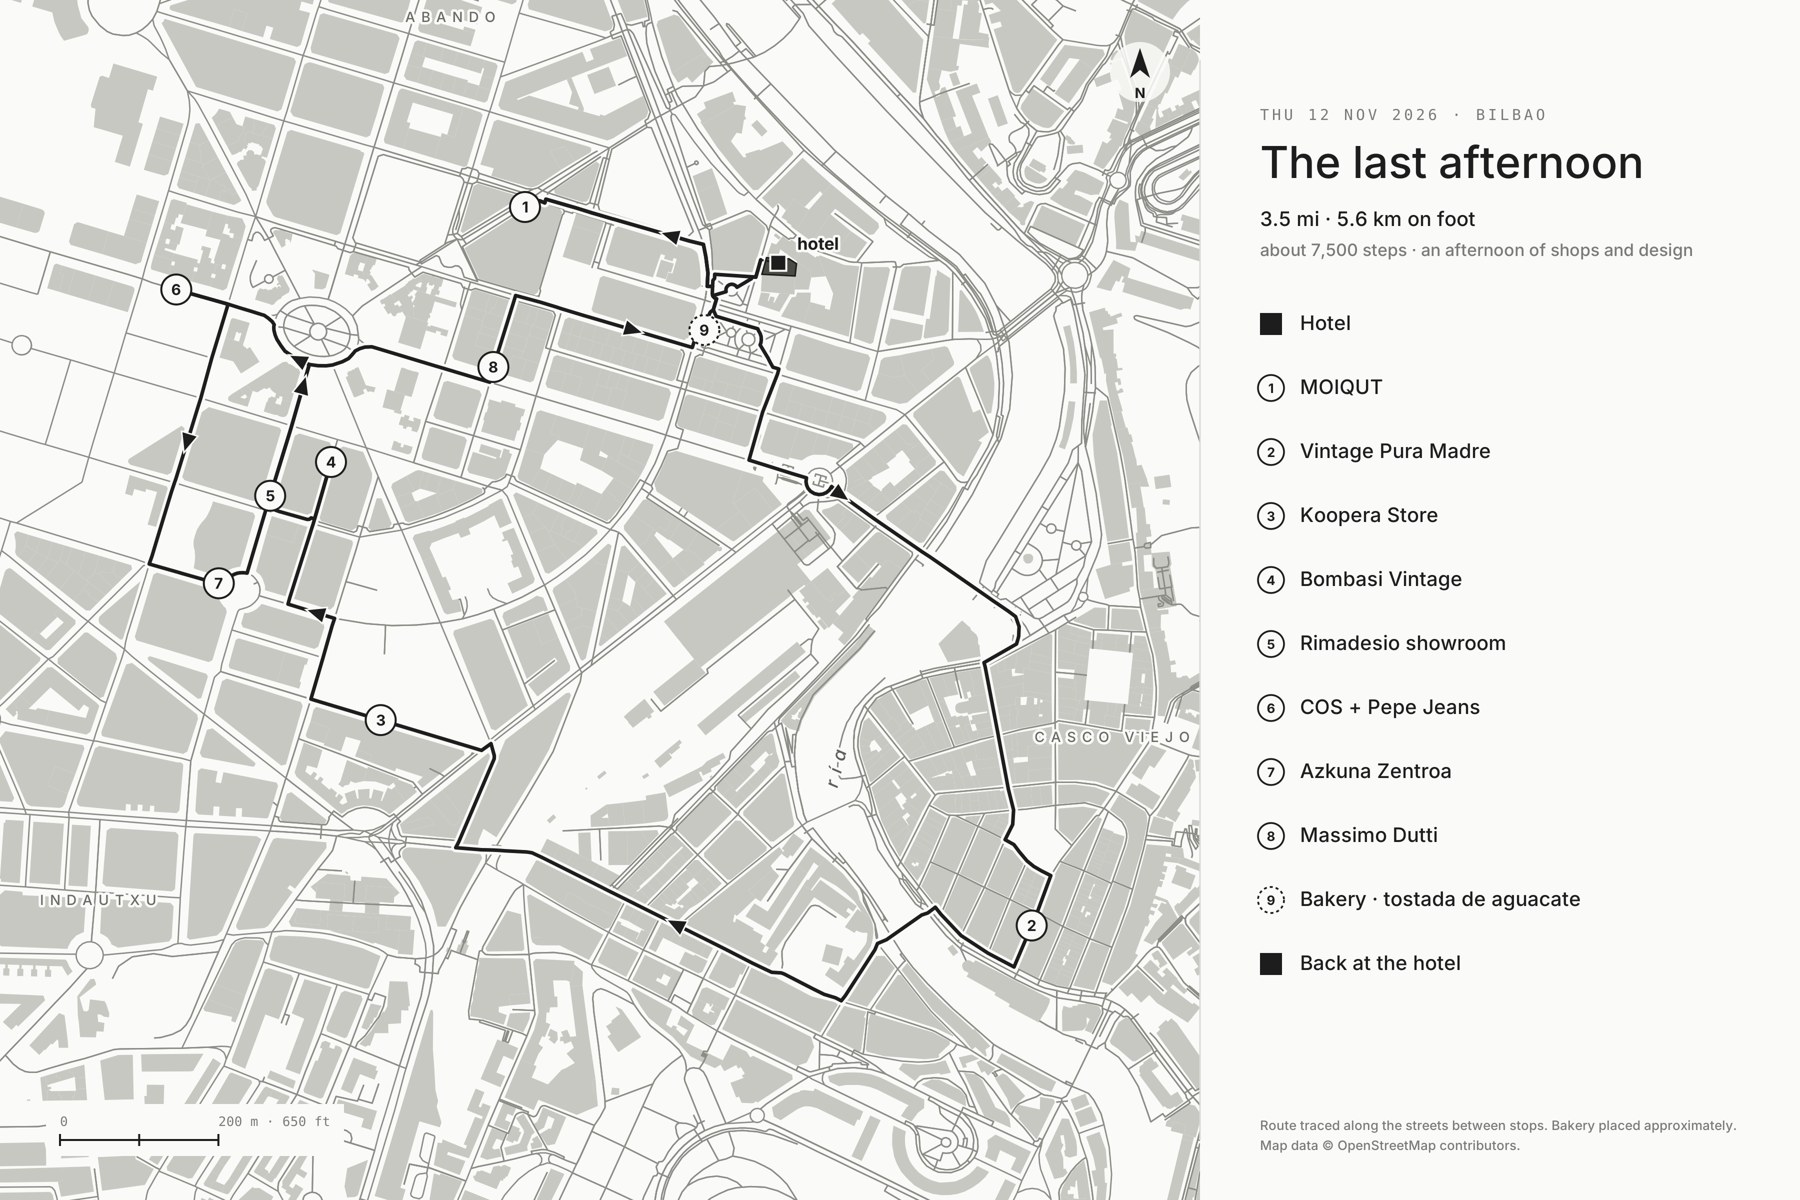 ABANDO
N
1
hotel
6
9
8
4
5
7
3
ría
CASCO VIEJO
INDAUTXU
2
0 200 m · 650 ft
THU 12 NOV 2026 · BILBAO
The last afternoon
3.5 mi · 5.6 km on foot
about 7,500 steps · an afternoon of shops and design
Hotel
1 MOIQUT
2 Vintage Pura Madre
3 Koopera Store
4 Bombasi Vintage
5 Rimadesio showroom
6 COS + Pepe Jeans
7 Azkuna Zentroa
8 Massimo Dutti
9 Bakery · tostada de aguacate
Back at the hotel
Route traced along the streets between stops. Bakery placed approximately.
Map data © OpenStreetMap contributors.